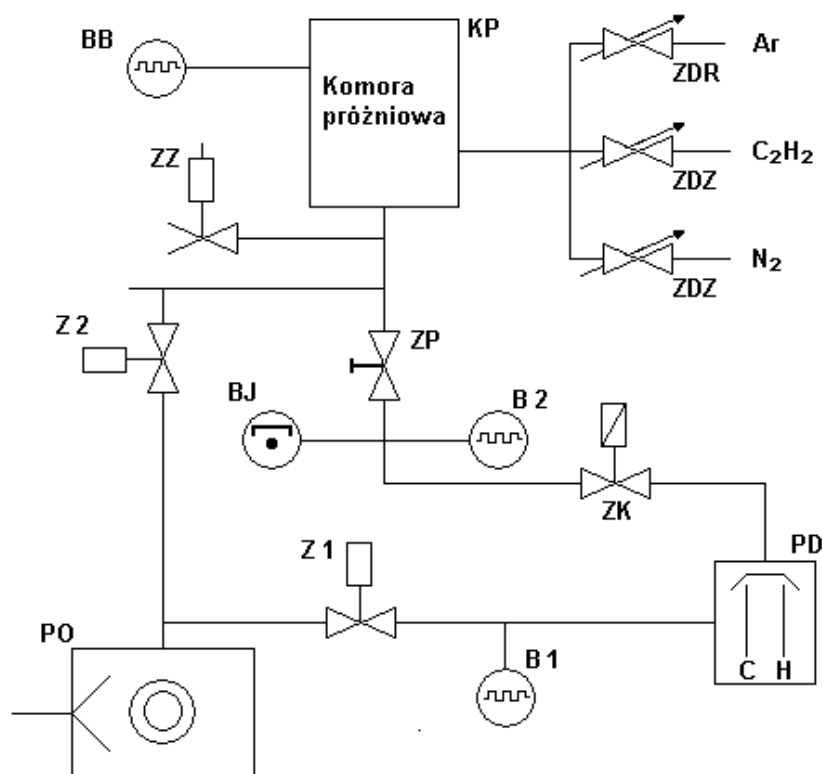 BB
KP
Ar
Komora
próżniowa
ZDR
ZZ
C₂H₂
ZDZ
N₂
ZDZ
Z 2
ZP
BJ
B 2
ZK
Z 1
PD
PO
B 1
C H